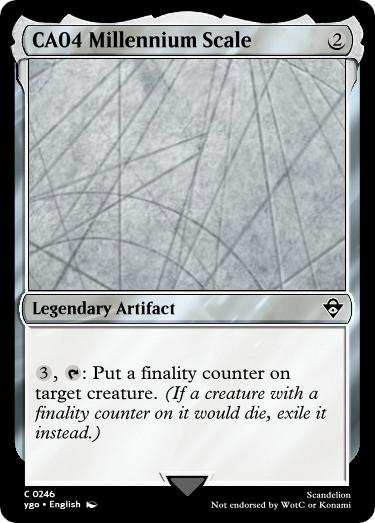 CA04 Millennium Scale 2
Legendary Artifact
3, : Put a finality counter on
target creature. (If a creature with a
finality counter on it would die, exile it
instead.)
C 0246
ygo • English
Scandelion
Not endorsed by WotC or Konami